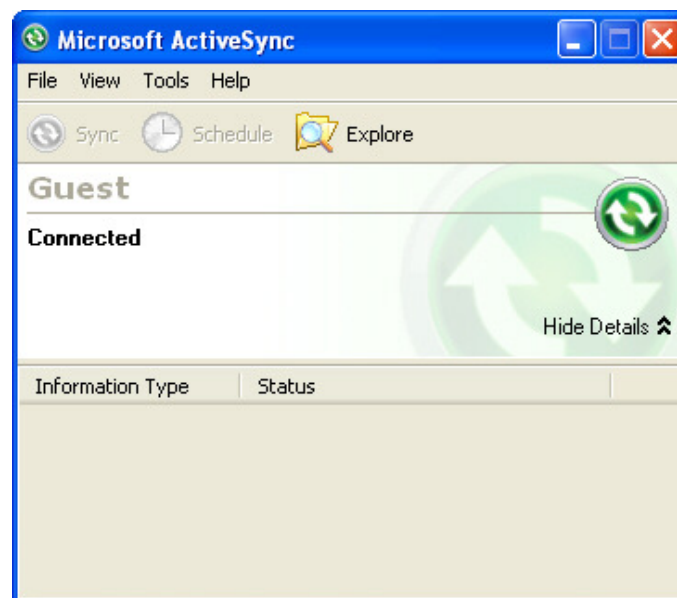 Microsoft ActiveSync
File View Tools Help
Sync Schedule Explore
Guest
Connected
Hide Details
Information Type Status